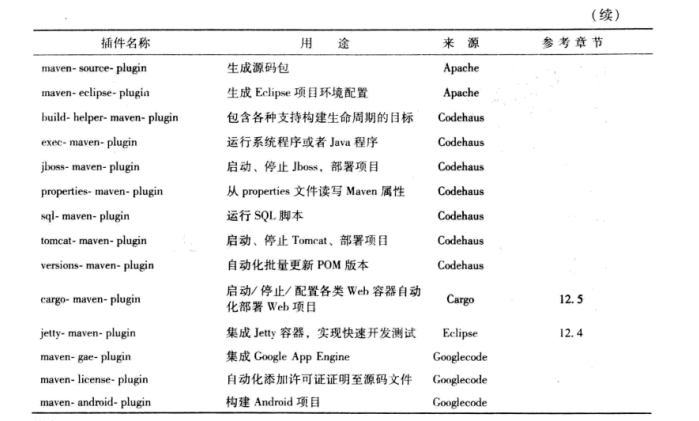 （续）
插件名称 用 途 来 源 参考章节
maven- source- plugin 生成源码包 Apache
maven- eclipse- plugin 生成 Eclipse 项目环境配置 Apache
build- helper- maven- plugin 包含各种支持构建生命周期的目标 Codehaus
exec- maven- plugin 运行系统程序或者 Java 程序 Codehaus
jboss- maven- plugin 启动、停止 Jboss，部署项目 Codehaus
properties- maven- plugin 从 properties 文件读写 Maven 属性 Codehaus
sql- maven- plugin 运行 SQL 脚本 Codehaus
tomcat- maven- plugin 启动、停止 Tomcat、部署项目 Codehaus
versions- maven- plugin 自动化批量更新 POM 版本 Codehaus
cargo- maven- plugin 启动/ 停止/ 配置各类 Web 容器自动 Cargo 12.5
化部署 Web 项目
jetty- maven- plugin 集成 Jetty 容器，实现快速开发测试 Eclipse 12.4
maven- gae- plugin 集成 Google App Engine Googlecode
maven- license- plugin 自动化添加许可证证明至源码文件 Googlecode
maven- android- plugin 构建 Android 项目 Googlecode